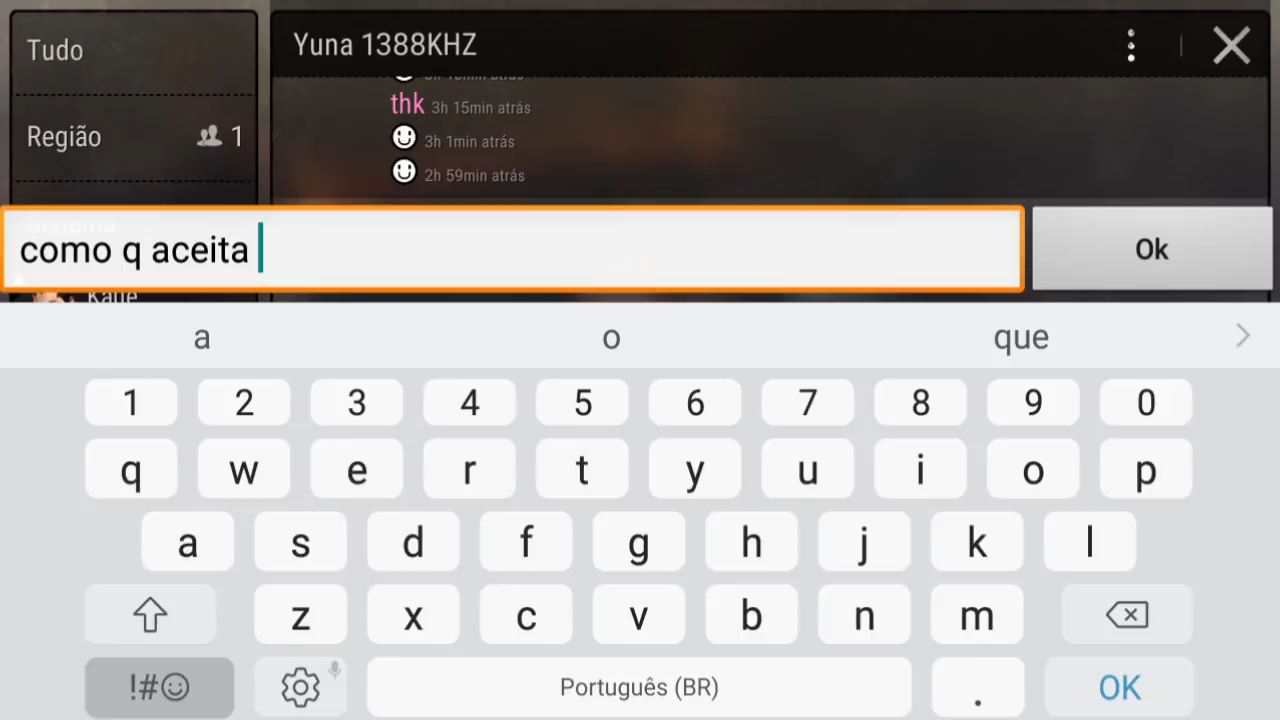 Tudo
Yuna 1388KHZ
thk 3h 15min atrás
Região 1
3h 1min atrás
2h 59min atrás
como q aceita
Ok
Kaue
a o que
1 2 3 4 5 6 7 8 9 0
q w e r t y u i o p
a s d f g h j k l
z x c v b n m
!#
Português (BR)
.
OK